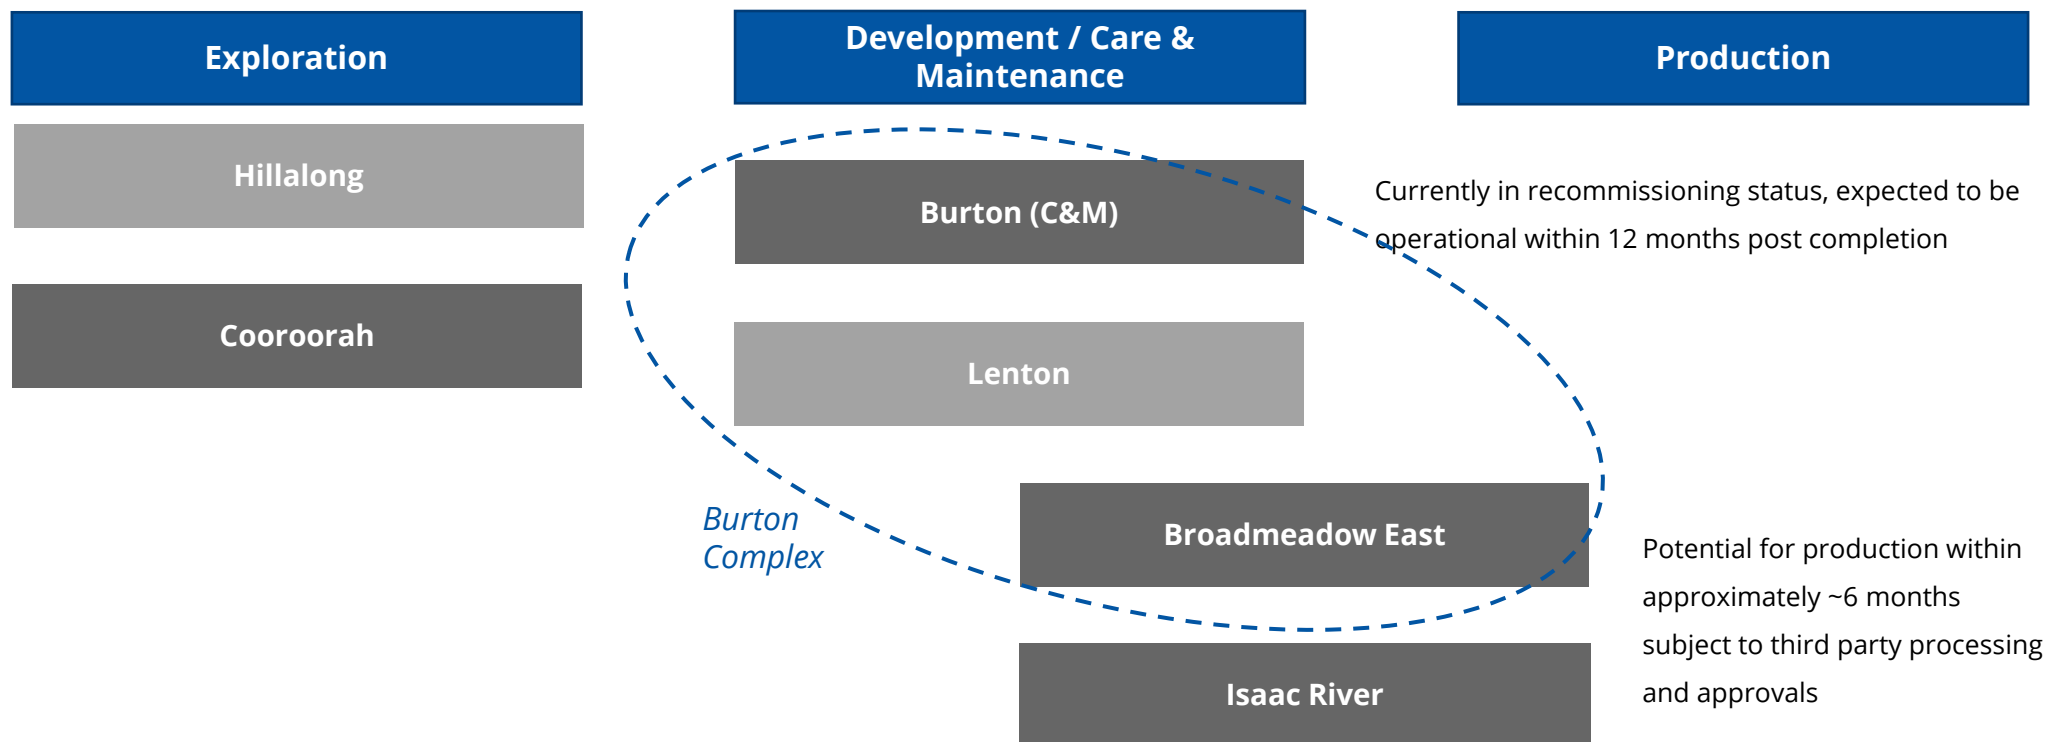 Exploration
Development / Care &
Maintenance
Production
Hillalong
Burton (C&M)
Currently in recommissioning status, expected to be
operational within 12 months post completion
Cooroorah
Lenton
Burton
Complex
Broadmeadow East
Potential for production within
approximately ~6 months
subject to third party processing
and approvals
Isaac River